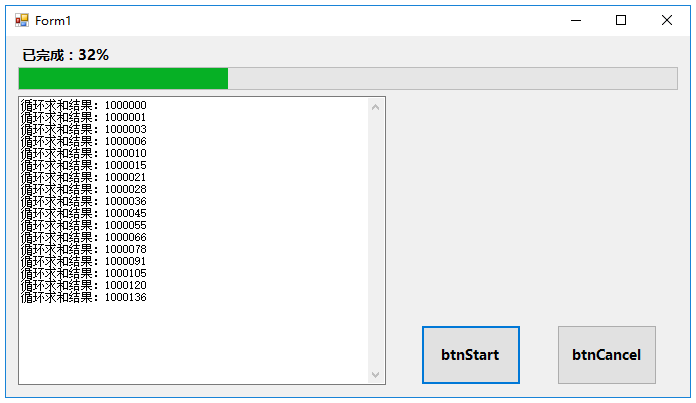 Form1
已完成：32%
循环求和结果：1000000
循环求和结果：1000001
循环求和结果：1000003
循环求和结果：1000006
循环求和结果：1000010
循环求和结果：1000015
循环求和结果：1000021
循环求和结果：1000028
循环求和结果：1000036
循环求和结果：1000045
循环求和结果：1000055
循环求和结果：1000066
循环求和结果：1000078
循环求和结果：1000091
循环求和结果：1000105
循环求和结果：1000120
循环求和结果：1000136
btnStart
btnCancel